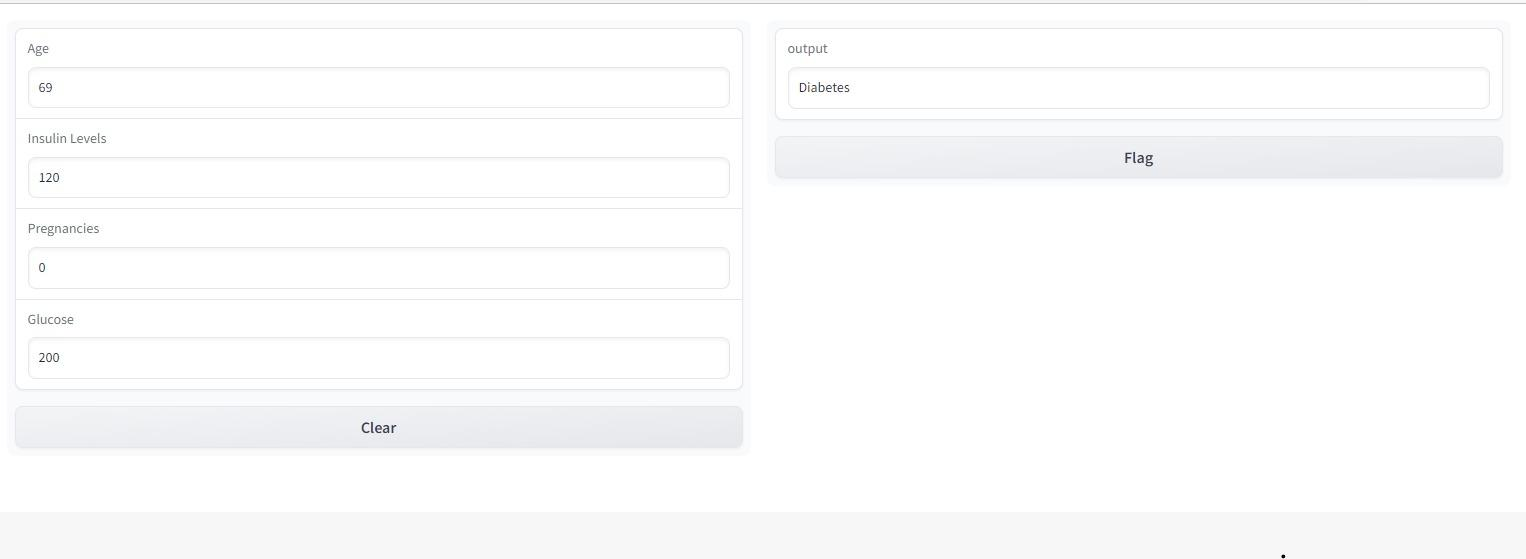 Age
69
Insulin Levels
120
Pregnancies
0
Glucose
200
Clear
output
Diabetes
Flag